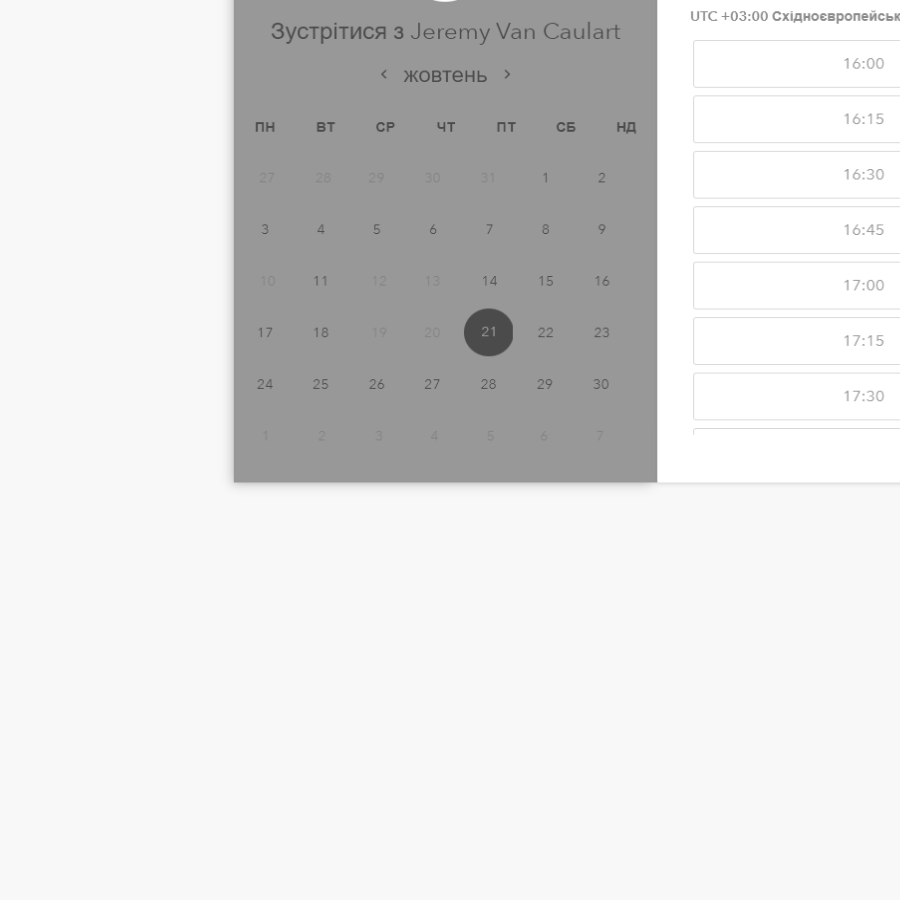 Зустрітися з Jeremy Van Caulart
жовтень
ПН ВТ СР ЧТ ПТ СБ НД
27 28 29 30 31 1 2
3 4 5 6 7 8 9
10 11 12 13 14 15 16
17 18 19 20 21 22 23
24 25 26 27 28 29 30
1 2 3 4 5 6 7
UTC +03:00 Східноєвропейськ
16:00
16:15
16:30
16:45
17:00
17:15
17:30